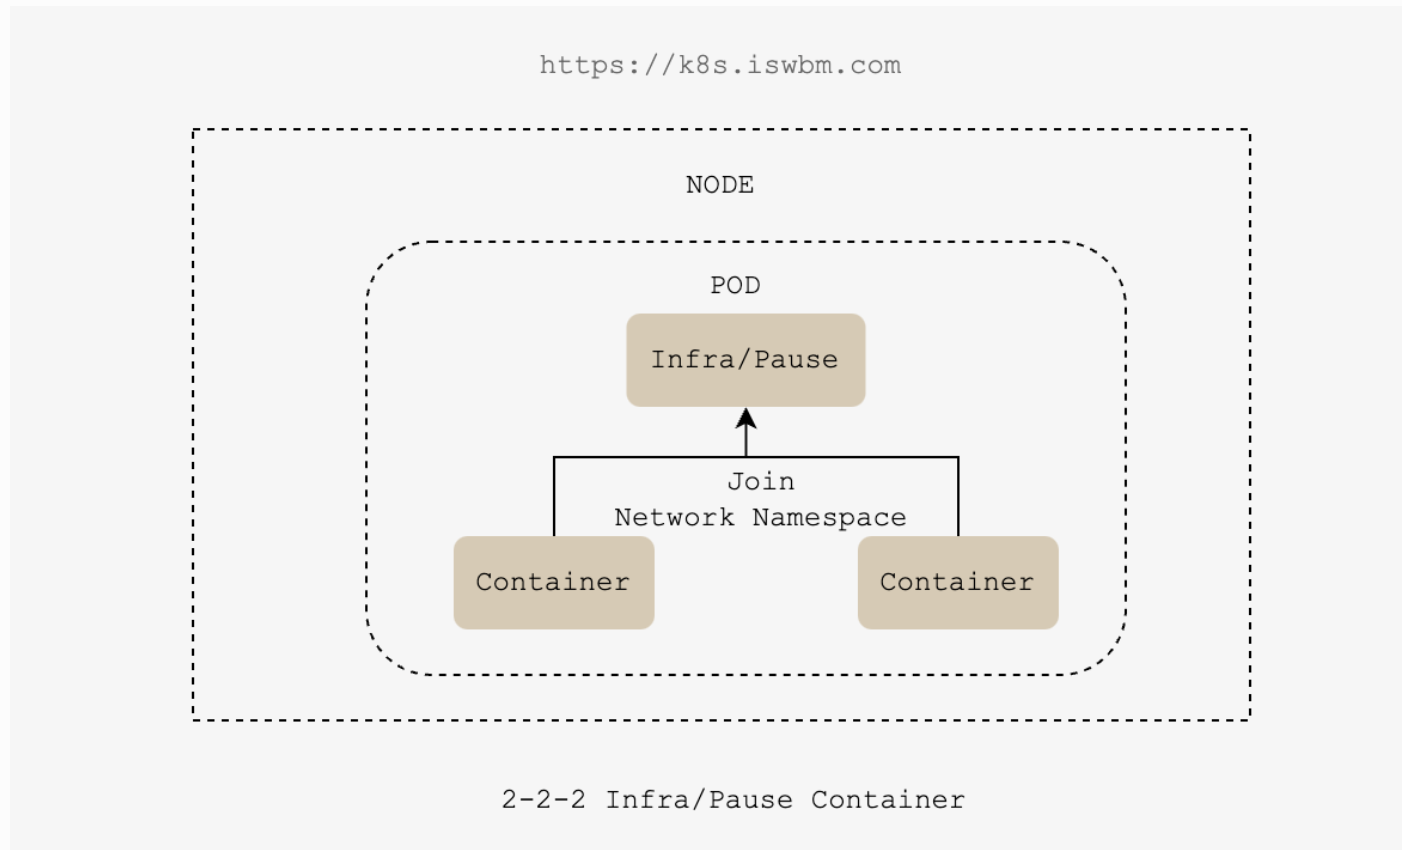 https://k8s.iswbm.com
NODE
POD
Infra/Pause
Join
Network Namespace
Container
Container
2-2-2 Infra/Pause Container